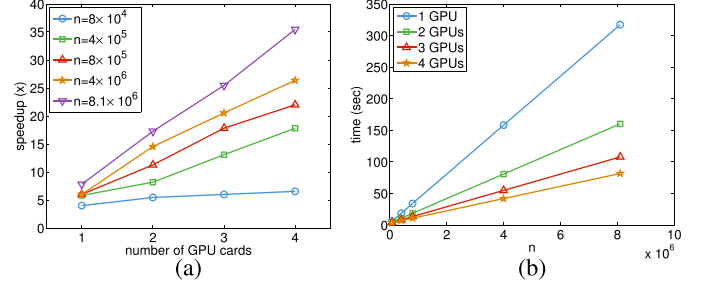 40
35
30
25
20
15
10
5
0
speedup (x)
n=8× 10^4
n=4× 10^5
n=8× 10^5
n=4× 10^6
n=8.1× 10^6
1 2 3 4
number of GPU cards
(a)
350
300
250
200
150
100
50
0
time (sec)
1 GPU
2 GPUs
3 GPUs
4 GPUs
0 2 4 6 8 10
n
x 10^6
(b)